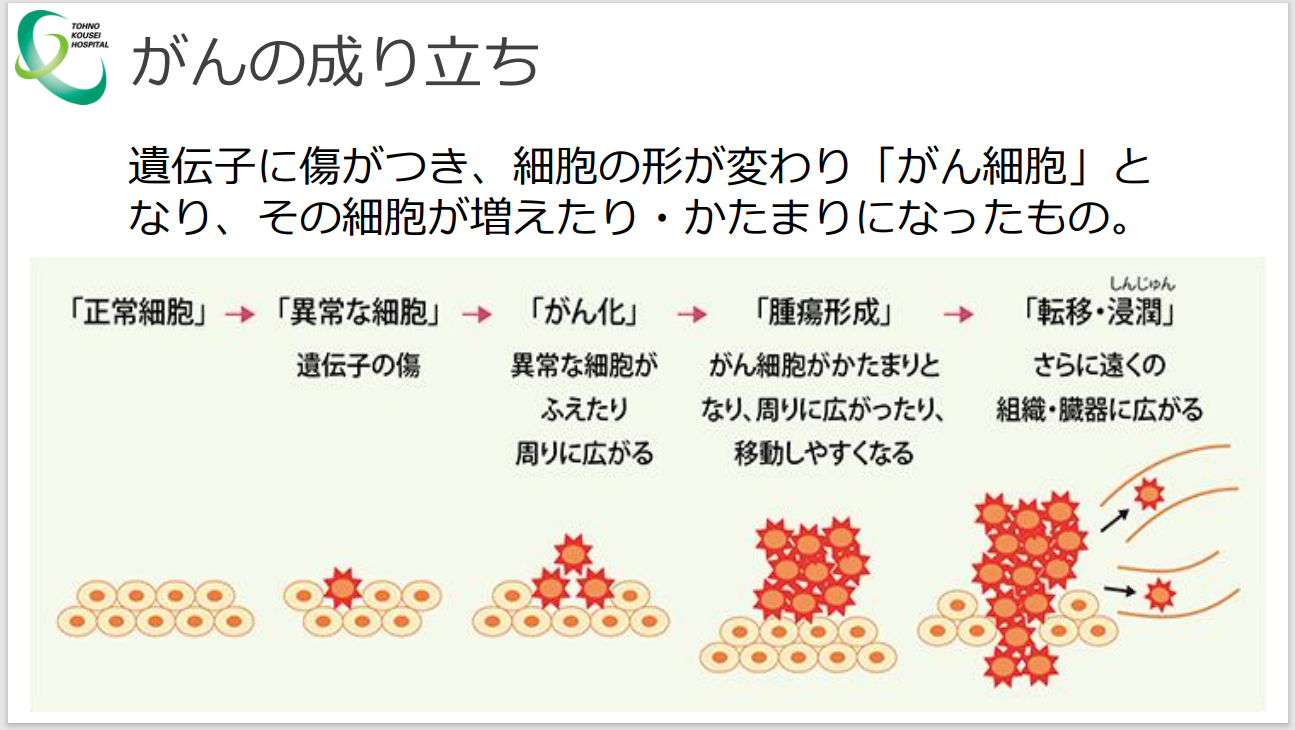 TOHNO
KOUSEI
HOSPITAL
がんの成り立ち
遺伝子に傷がつき、細胞の形が変わり「がん細胞」と
なり、その細胞が増えたり・かたまりになったもの。
「正常細胞」→「異常な細胞」→「がん化」→「腫瘍形成」→「転移・浸潤」
しんじゅん
遺伝子の傷
異常な細胞が
ふえたり
周りに広がる
がん細胞がかたまりと
なり、周りに広がったり、
移動しやすくなる
さらに遠くの
組織・臓器に広がる